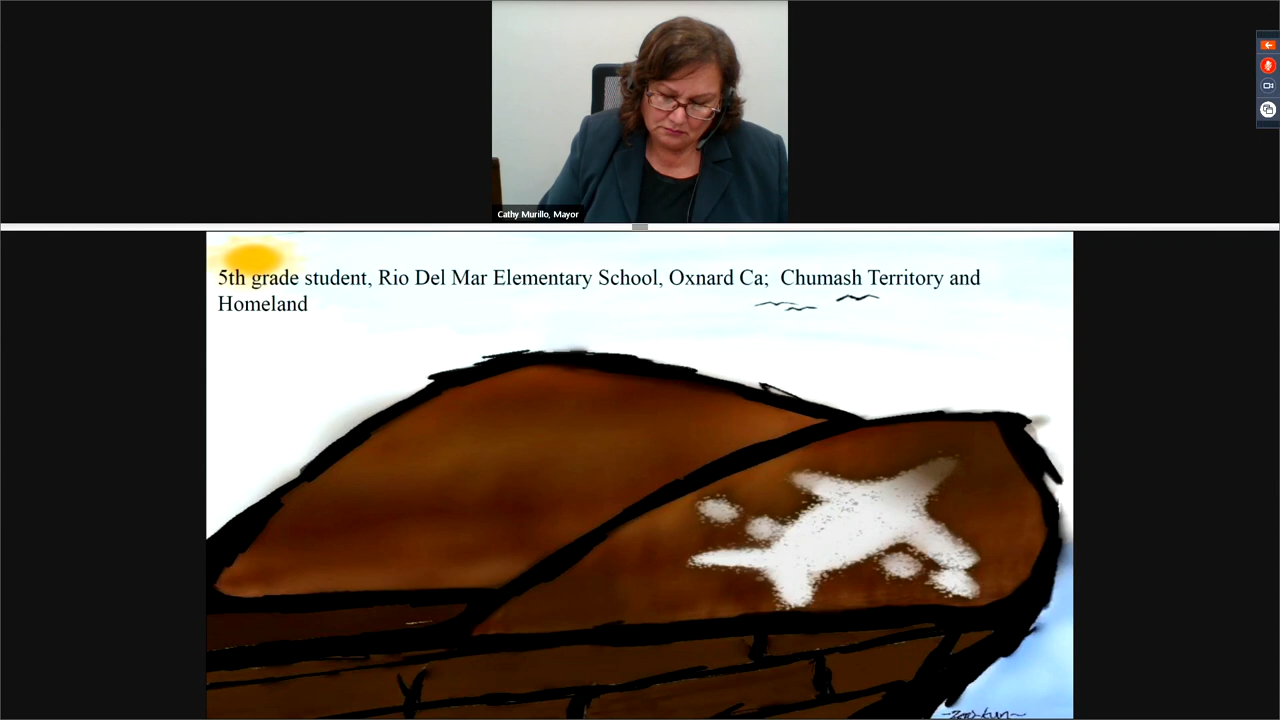 Cathy Murillo, Mayor
5th grade student, Rio Del Mar Elementary School, Oxnard Ca;  Chumash Territory and
Homeland